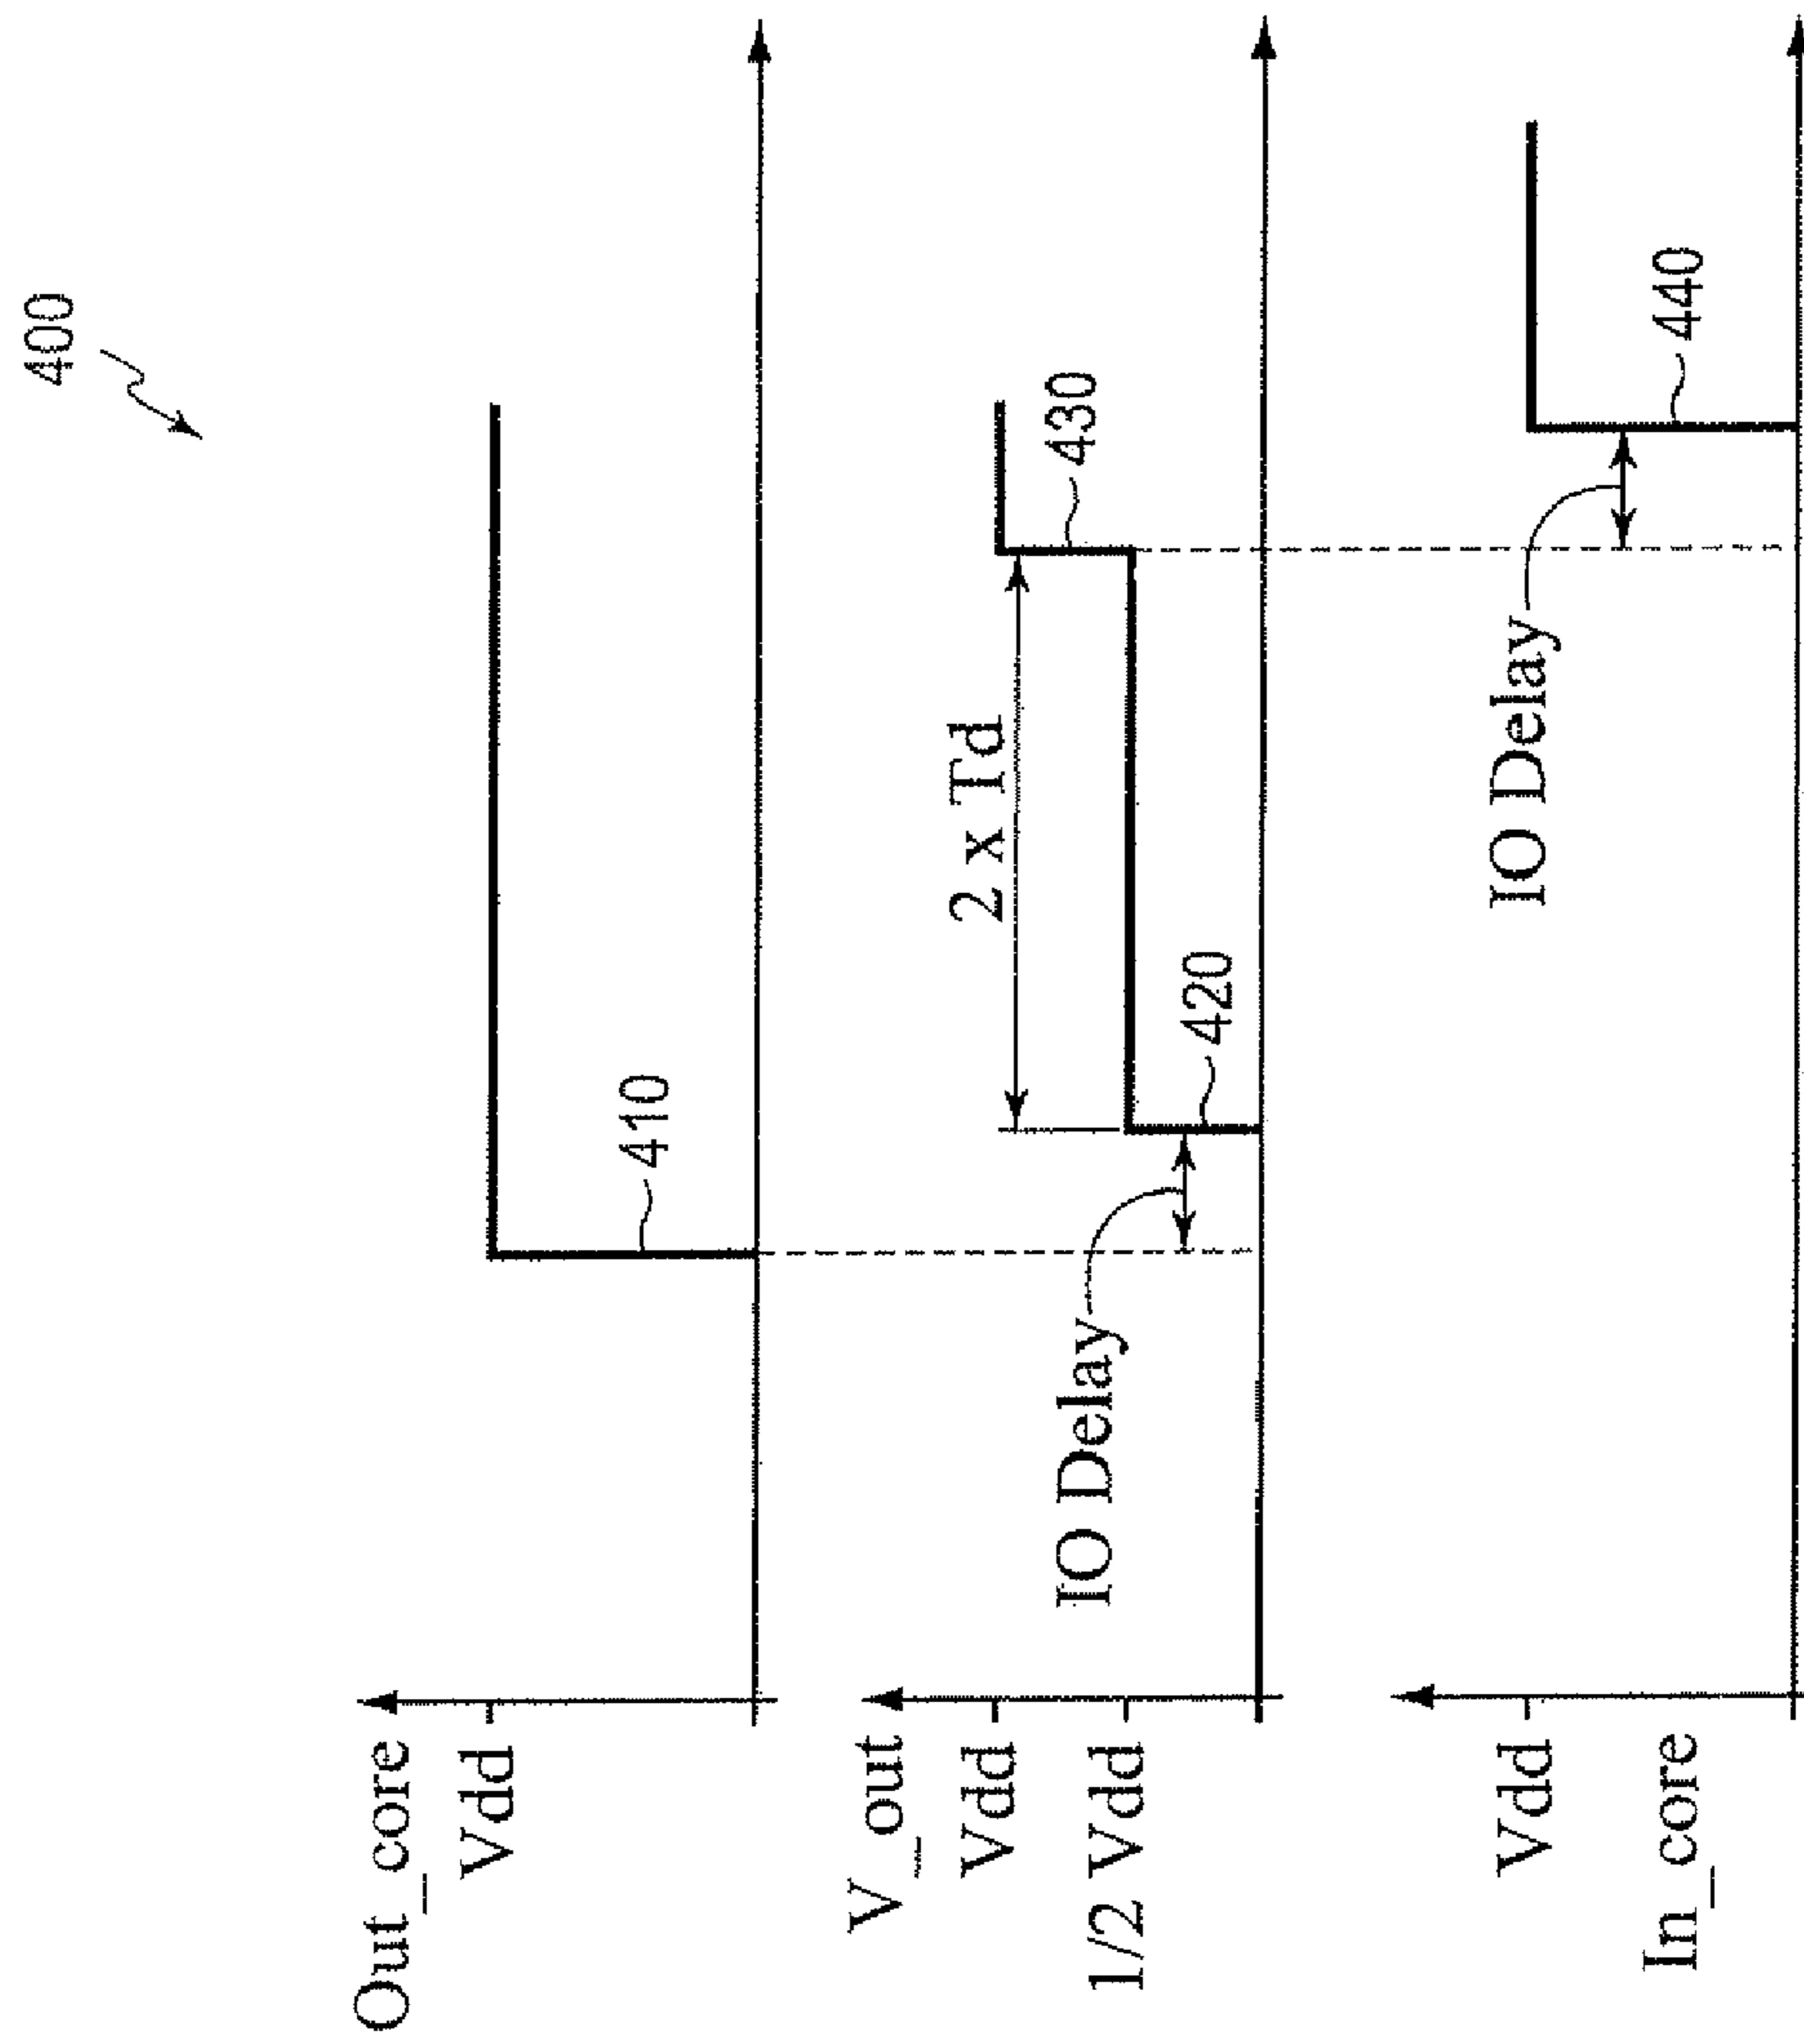 400
Out_core
Vdd
410
V_out
Vdd
1/2 Vdd
2 x Td
IO Delay
420
430
Vdd
In_core
IO Delay
440